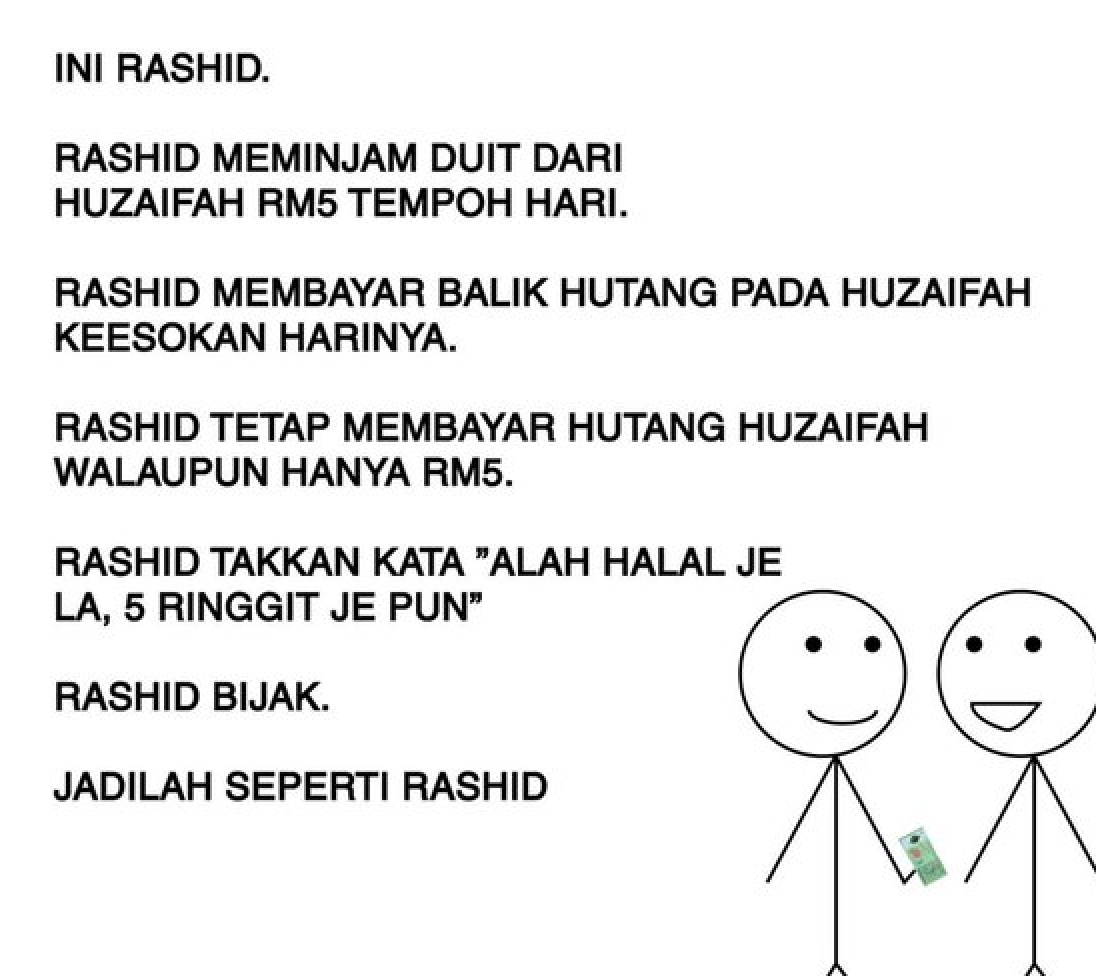 INI RASHID.
RASHID MEMINJAM DUIT DARI
HUZAIFAH RM5 TEMPOH HARI.
RASHID MEMBAYAR BALIK HUTANG PADA HUZAIFAH
KEESOKAN HARINYA.
RASHID TETAP MEMBAYAR HUTANG HUZAIFAH
WALAUPUN HANYA RM5.
RASHID TAKKAN KATA ”ALAH HALAL JE
LA, 5 RINGGIT JE PUN”
RASHID BIJAK.
JADILAH SEPERTI RASHID